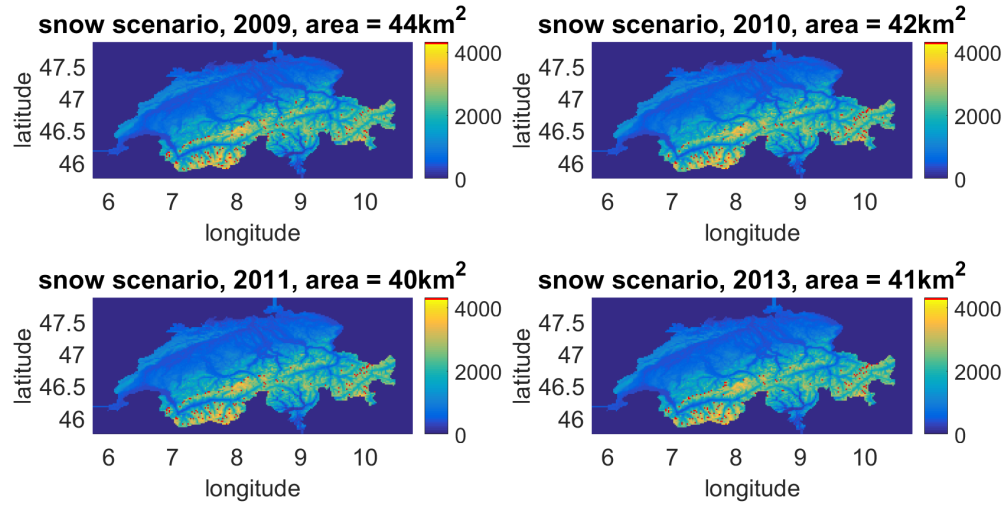 snow scenario, 2009, area = 44km²
latitude
47.5
47
46.5
46
6 7 8 9 10
longitude
4000
2000
0
snow scenario, 2010, area = 42km²
latitude
47.5
47
46.5
46
6 7 8 9 10
longitude
4000
2000
0
snow scenario, 2011, area = 40km²
latitude
47.5
47
46.5
46
6 7 8 9 10
longitude
4000
2000
0
snow scenario, 2013, area = 41km²
latitude
47.5
47
46.5
46
6 7 8 9 10
longitude
4000
2000
0